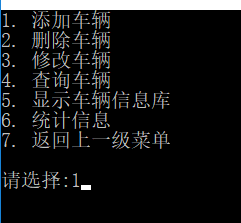 1. 添加车辆
2. 删除车辆
3. 修改车辆
4. 查询车辆
5. 显示车辆信息库
6. 统计信息
7. 返回上一级菜单
请选择:1